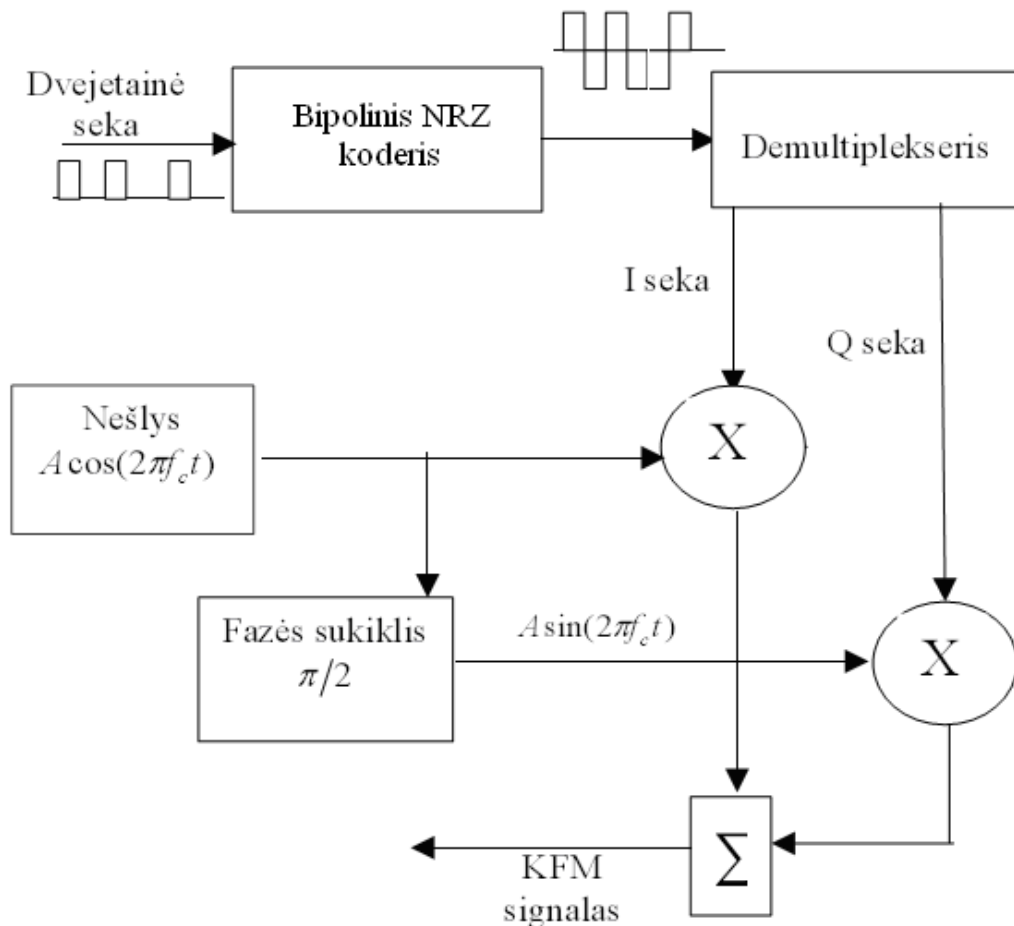 Dvejetainė
seka
Bipolinis NRZ
koderis
Demultiplekseris
I seka
Q seka
Nešlys
A cos(2πf_c t)
X
Fazės sukiklis
π/2
A sin(2πf_c t)
X
Σ
KFM
signalas